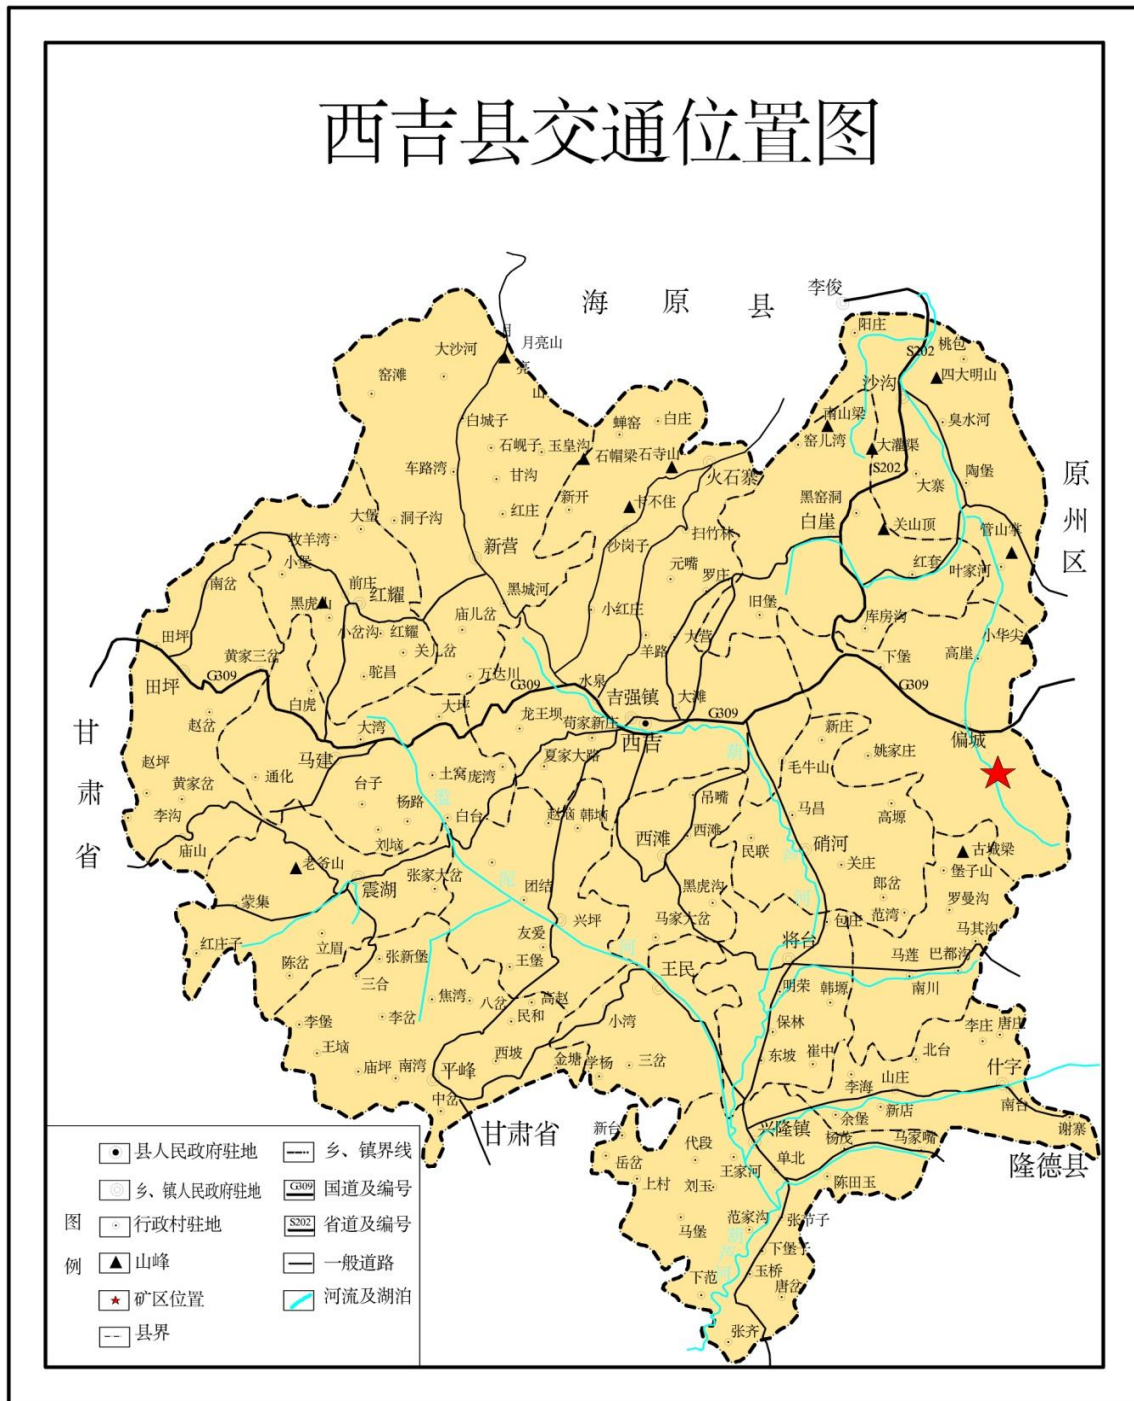 西吉县交通位置图
海原县
李俊
阳庄
S202
桃包
月
月亮山
亮
山
大沙河
窑滩
沙沟
四大明山
白城子
蝉窑
白庄
南山梁
臭水河
石岘子
玉皇沟
石帽梁
石寺山
窑儿湾
大灌渠
车路湾
甘沟
火石寨
S202
大寨
陶堡
原州区
新开
卡不住
黑窑洞
大堡
洞子沟
红庄
白崖
关山顶
管山掌
牧羊湾
新营
沙岗子
扫竹林
小堡
元嘴
罗庄
红套
叶家河
南岔
前庄
红耀
黑城河
黑虎山
庙儿岔
小红庄
旧堡
库房沟
田坪
小岔沟
红耀
大营
小华尖
黄家三岔
关儿岔
羊路
下堡
高崖
田坪
G309
驼昌
万达川
G309
水泉
G309
白虎
吉强镇
大滩
赵岔
大湾
大坪
龙王坝
苟家新庄
G309
新庄
偏城
甘肃省
马建
西吉
夏家大路
葫
姚家庄
赵坪
通化
土窝
庞湾
毛牛山
黄家岔
台子
杨路
滥
吊嘴
李沟
白台
赵垴
韩垴
马昌
高塬
刘垴
西滩
西滩
硝河
庙山
老爷山
民联
芦
古城梁
张家大岔
泥
关庄
堡子山
震湖
团结
黑虎沟
河
郎岔
罗曼沟
蒙集
兴坪
包庄
范湾
红庄子
立眉
友爱
河
马家大岔
将台
马其沟
张新堡
王堡
马莲
巴都沟
陈岔
三合
王民
明荣
南川
焦湾
八岔
高赵
韩塬
李堡
李岔
民和
小湾
保林
李庄
唐庄
王垴
西坡
金塘
学杨
三岔
东坡
崔中
北台
庙坪
南湾
平峰
李海
山庄
什字
中岔
余堡
新店
南台
甘肃省
新台
代段
兴隆镇
杨茂
马家嘴
谢寨
岳岔
王家河
单北
隆德县
上村
刘玉
陈田玉
马堡
范家沟
张节子
葫
芦
河
下堡子
下范
玉桥
唐岔
张齐
图例
县人民政府驻地
乡、镇界线
乡、镇人民政府驻地
G309
国道及编号
行政村驻地
S202
省道及编号
山峰
一般道路
矿区位置
河流及湖泊
县界